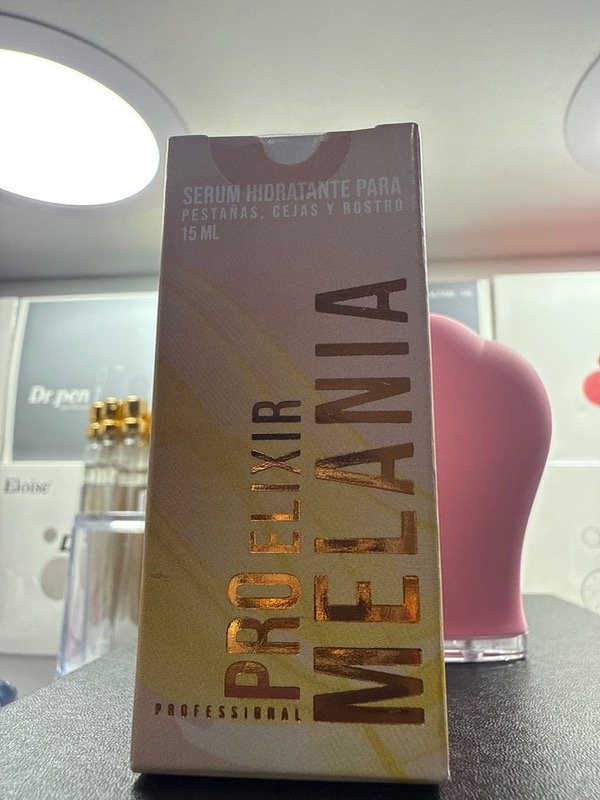 SERUM HIDRATANTE PARA
PESTAÑAS, CEJAS Y ROSTRO
15 ML
PRO ELIXIR
MELANIA
PROFESSIONAL
Dr.pen
Eloise